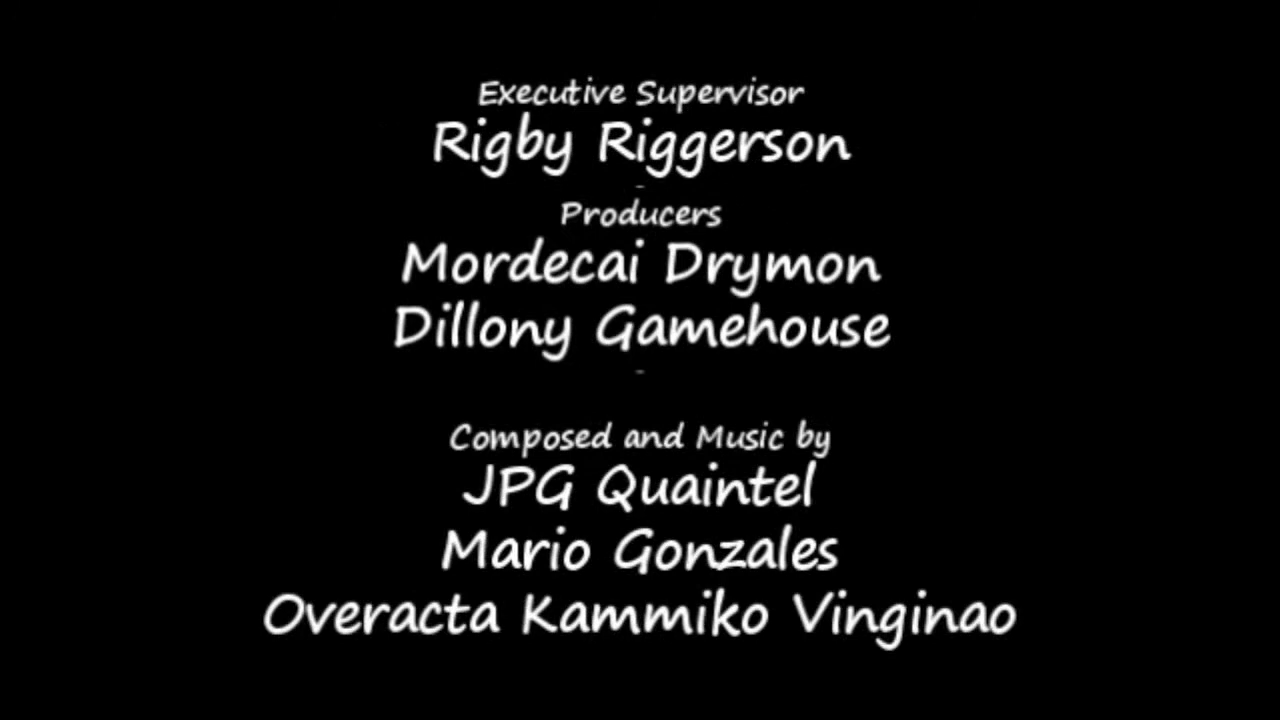 Executive Supervisor
Rigby Riggerson
-
Producers
Mordecai Drymon
Dillony Gamehouse
-
Composed and Music by
JPG Quaintel
Mario Gonzales
Overacta Kammiko Vinginao